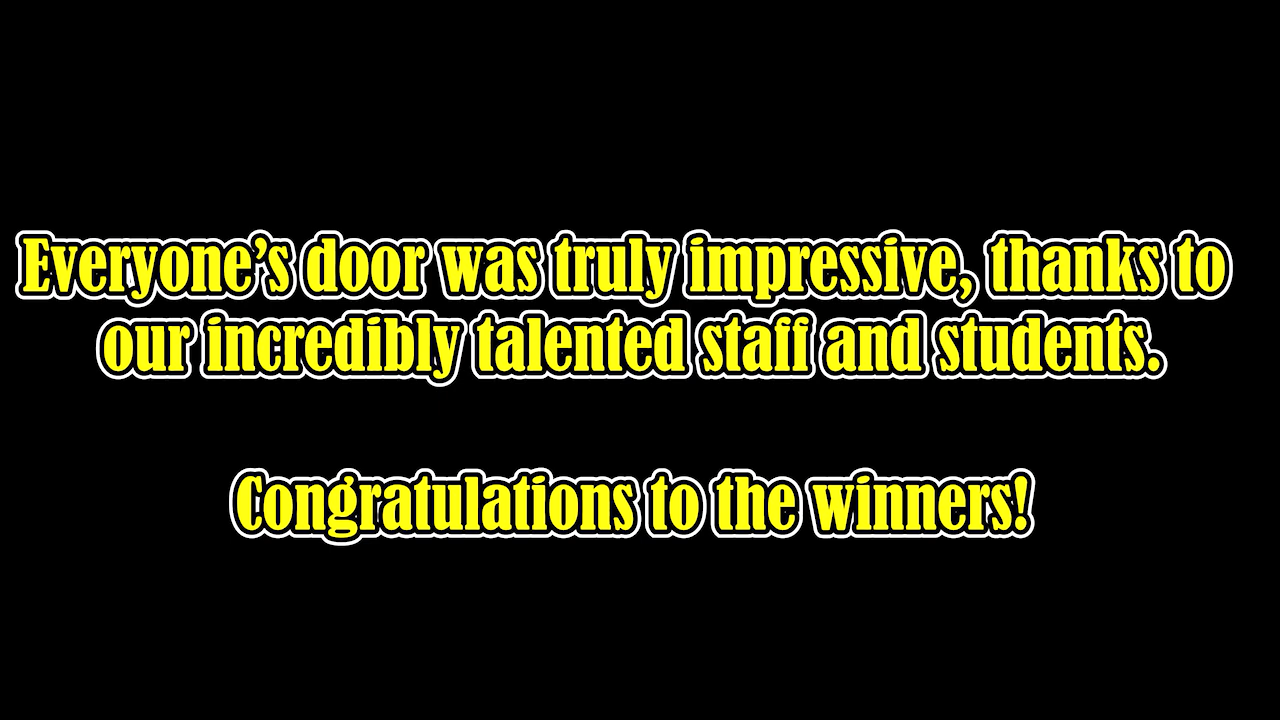 Everyone’s door was truly impressive, thanks to
our incredibly talented staff and students.
Congratulations to the winners!